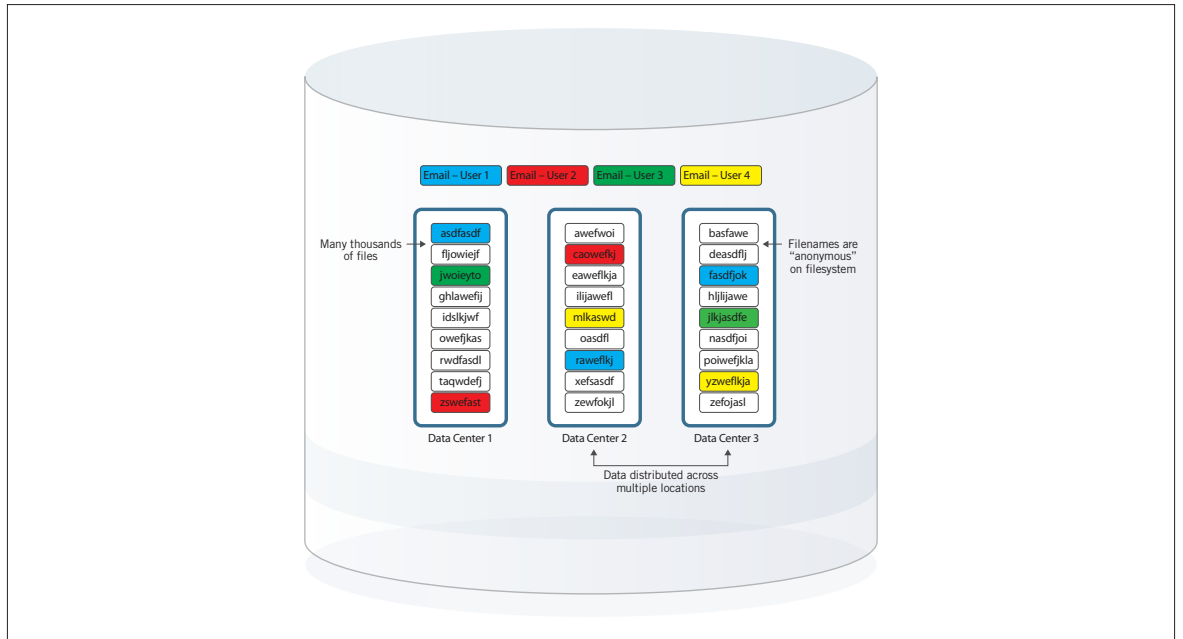 Email – User 1
Email – User 2
Email – User 3
Email – User 4
Many thousands
of files
asdfasdf
fljowiejf
jwoieyto
ghlawefij
idslkjwf
owefjkas
rwdfasdl
taqwdefj
zswefast
Data Center 1
awefwoi
caowefkj
eaweflkja
ilijawefl
mlkaswd
oasdfl
raweflkj
xefsasdf
zewfokjl
Data Center 2
basfawe
deasdflj
fasdfjok
hljlijawe
jlkjasdfe
nasdfjoi
poiwefjkla
yzweflkja
zefojasl
Data Center 3
Filenames are
“anonymous”
on filesystem
Data distributed across
multiple locations